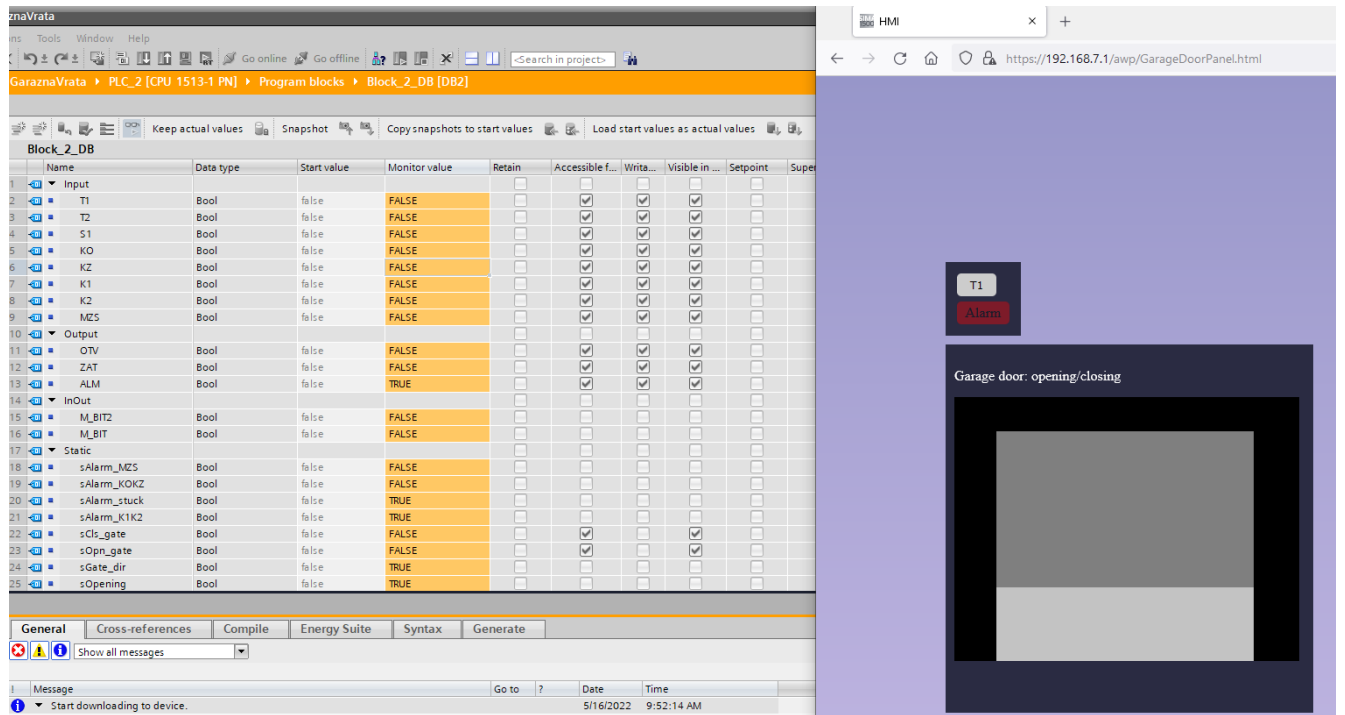 znaVrata
ns Tools Window Help
Go online Go offline <Search in project>
GaraznaVrata PLC_2 [CPU 1513-1 PN] Program blocks Block_2_DB [DB2]
Keep actual values Snapshot Copy snapshots to start values Load start values as actual values
Block_2_DB
Name Data type Start value Monitor value Retain Accessible f... Writa... Visible in ... Setpoint Super
1 Input
2 T1 Bool false FALSE
3 T2 Bool false FALSE
4 S1 Bool false FALSE
5 KO Bool false FALSE
6 KZ Bool false FALSE
7 K1 Bool false FALSE
8 K2 Bool false FALSE
9 MZS Bool false FALSE
10 Output
11 OTV Bool false FALSE
12 ZAT Bool false FALSE
13 ALM Bool false TRUE
14 InOut
15 M_BIT2 Bool false FALSE
16 M_BIT Bool false FALSE
17 Static
18 sAlarm_MZS Bool false FALSE
19 sAlarm_KOKZ Bool false FALSE
20 sAlarm_stuck Bool false TRUE
21 sAlarm_K1K2 Bool false TRUE
22 sCls_gate Bool false FALSE
23 sOpn_gate Bool false FALSE
24 sGate_dir Bool false TRUE
25 sOpening Bool false TRUE
General Cross-references Compile Energy Suite Syntax Generate
Show all messages
! Message Go to ? Date Time
Start downloading to device. 5/16/2022 9:52:14 AM
HMI
https://192.168.7.1/awp/GarageDoorPanel.html
T1
Alarm
Garage door: opening/closing